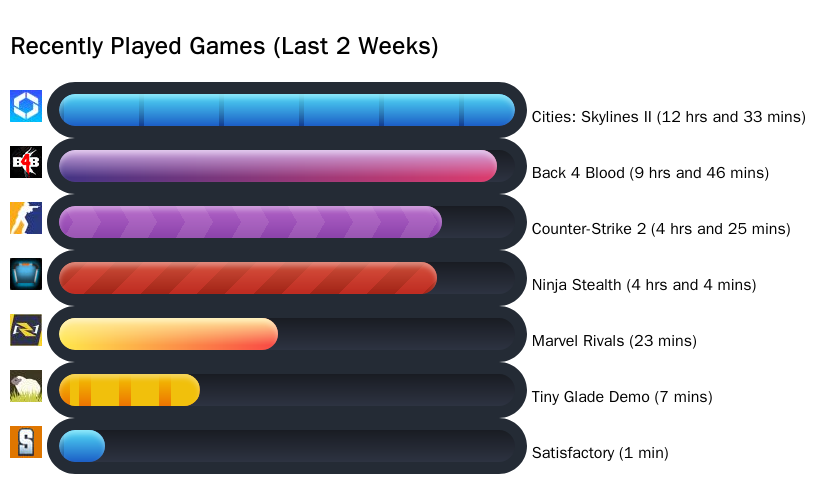 Recently Played Games (Last 2 Weeks)
Cities: Skylines II (12 hrs and 33 mins)
B4B
Back 4 Blood (9 hrs and 46 mins)
Counter-Strike 2 (4 hrs and 25 mins)
Ninja Stealth (4 hrs and 4 mins)
Marvel Rivals (23 mins)
Tiny Glade Demo (7 mins)
S
Satisfactory (1 min)